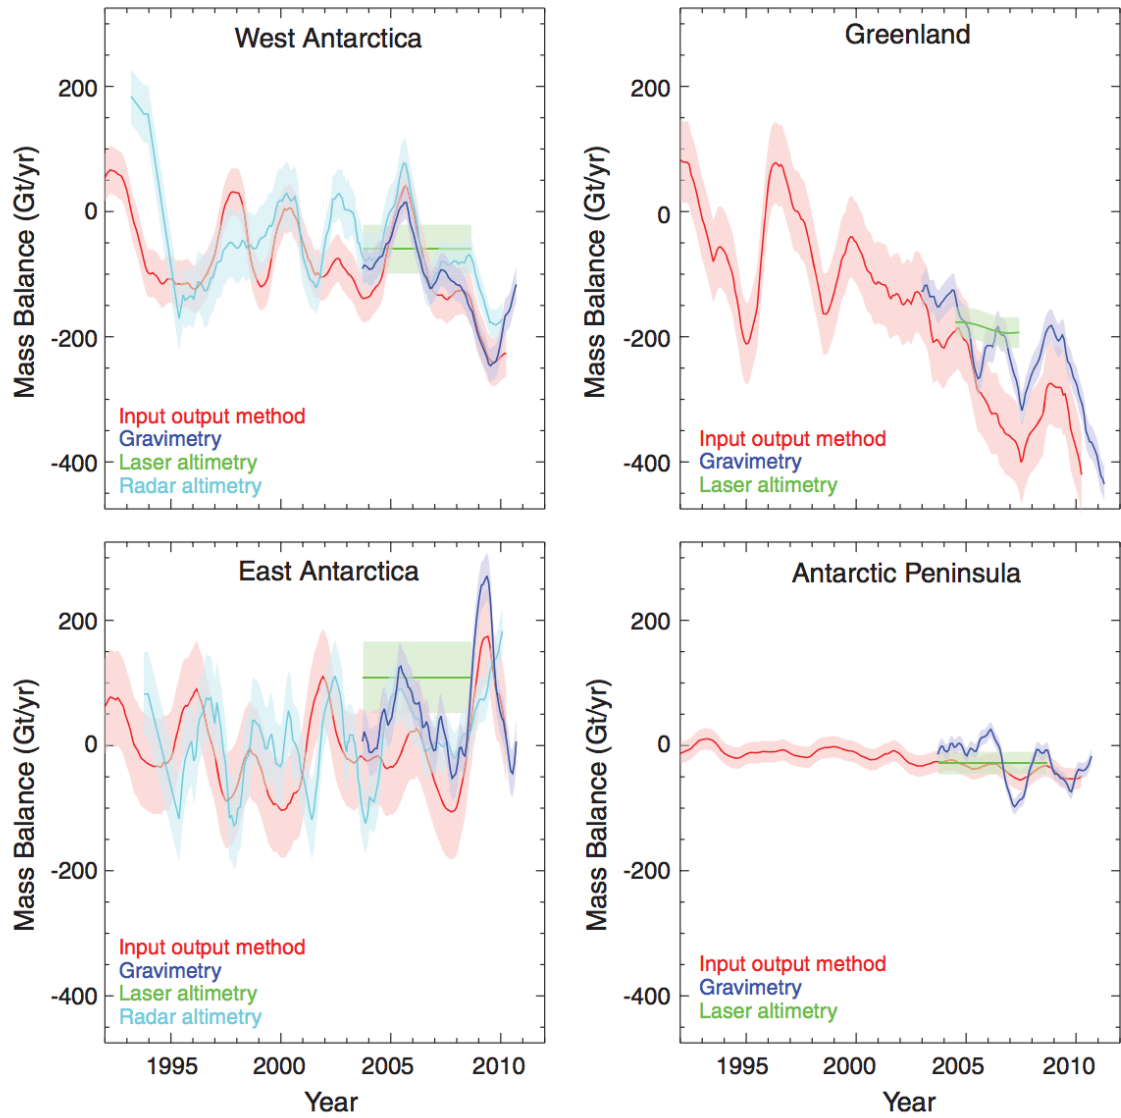 West Antarctica
200
0
-200
-400
Mass Balance (Gt/yr)
Input output method
Gravimetry
Laser altimetry
Radar altimetry
Greenland
200
0
-200
-400
Mass Balance (Gt/yr)
Input output method
Gravimetry
Laser altimetry
East Antarctica
200
0
-200
-400
Mass Balance (Gt/yr)
Input output method
Gravimetry
Laser altimetry
Radar altimetry
1995 2000 2005 2010
Year
Antarctic Peninsula
200
0
-200
-400
Mass Balance (Gt/yr)
Input output method
Gravimetry
Laser altimetry
1995 2000 2005 2010
Year